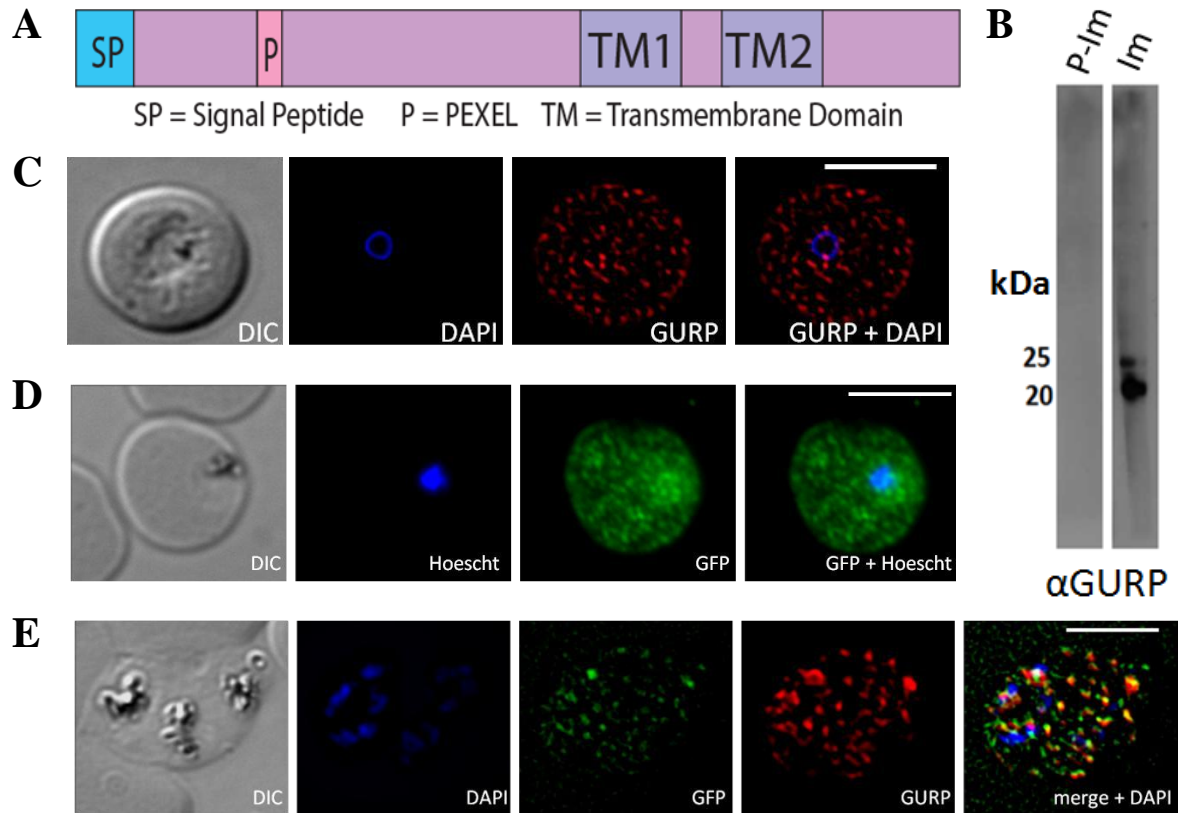 A
SP
P
TM1
TM2
SP = Signal Peptide P = PEXEL TM = Transmembrane Domain
B
P-Im
Im
kDa
25
20
αGURP
C
DIC
DAPI
GURP
GURP + DAPI
D
DIC
Hoescht
GFP
GFP + Hoescht
E
DIC
DAPI
GFP
GURP
merge + DAPI